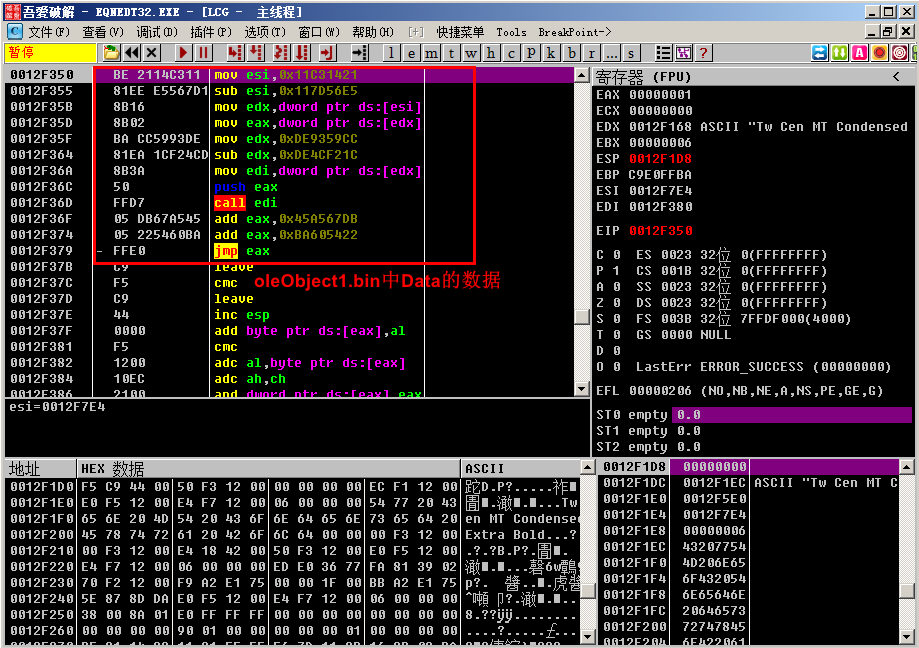 吾爱破解 - EQNEDT32.EXE - [LCG - 主线程]
文件(F) 查看(V) 调试(D) 插件(P) 选项(T) 窗口(W) 帮助(H) [+] 快捷菜单 Tools BreakPoint->
暂停 l e m t w h c p k b r ... s ?
0012F350 BE 2114C311 mov esi,0x11C31421
0012F355 81EE E5567D1 sub esi,0x117D56E5
0012F35B 8B16 mov edx,dword ptr ds:[esi]
0012F35D 8B02 mov eax,dword ptr ds:[edx]
0012F35F BA CC5993DE mov edx,0xDE9359CC
0012F364 81EA 1CF24CD sub edx,0xDE4CF21C
0012F36A 8B3A mov edi,dword ptr ds:[edx]
0012F36C 50 push eax
0012F36D FFD7 call edi
0012F36F 05 DB67A545 add eax,0x45A567DB
0012F374 05 225460BA add eax,0xBA605422
0012F379 - FFE0 jmp eax
0012F37B C9 leave
0012F37C F5 cmc
oleObject1.bin中Data的数据
0012F37D C9 leave
0012F37E 44 inc esp
0012F37F 0000 add byte ptr ds:[eax],al
0012F381 F5 cmc
0012F382 1200 adc al,byte ptr ds:[eax]
0012F384 10EC adc ah,ch
0012F386 2100 and dword ptr ds:[eax],eax
esi=0012F7E4
寄存器 (FPU) <
EAX 00000001
ECX 00000000
EDX 0012F168 ASCII "Tw Cen MT Condensed
EBX 00000006
ESP 0012F1D8
EBP C9E0FFBA
ESI 0012F7E4
EDI 0012F380
EIP 0012F350
C 0 ES 0023 32位 0(FFFFFFFF)
P 1 CS 001B 32位 0(FFFFFFFF)
A 0 SS 0023 32位 0(FFFFFFFF)
Z 0 DS 0023 32位 0(FFFFFFFF)
S 0 FS 003B 32位 7FFDF000(4000)
T 0 GS 0000 NULL
D 0
O 0 LastErr ERROR_SUCCESS (00000000)
EFL 00000206 (NO,NB,NE,A,NS,PE,GE,G)
ST0 empty 0.0
ST1 empty 0.0
ST2 empty 0.0
地址 HEX 数据 ASCII
0012F1D0 F5 C9 44 00 50 F3 12 00 00 00 00 00 EC F1 12 00
0012F1E0 E0 F5 12 00 E4 F7 12 00 06 00 00 00 54 77 20 43
0012F1F0 65 6E 20 4D 54 20 43 6F 6E 64 65 6E 73 65 64 20 en MT Condense
0012F200 45 78 74 72 61 20 42 6F 6C 64 00 00 00 F3 12 00 Extra Bold...?
0012F210 00 F3 12 00 E4 18 42 00 50 F3 12 00 E0 F5 12 00
0012F220 E4 F7 12 00 06 00 00 00 ED E0 36 77 FA 81 39 02
0012F230 70 F2 12 00 F9 A2 E1 75 00 00 1F 00 BB A2 E1 75
0012F240 5E 87 8D DA E0 F5 12 00 E4 F7 12 00 06 00 00 00
0012F250 38 00 8A 01 E0 FF FF FF 00 00 00 00 00 00 00 00
0012F260 00 00 00 00 90 01 00 00 00 00 00 01 00 00 00 00
0012F1D8 00000000
0012F1DC 0012F1EC ASCII "Tw Cen MT C
0012F1E0 0012F5E0
0012F1E4 0012F7E4
0012F1E8 00000006
0012F1EC 43207754
0012F1F0 4D206E65
0012F1F4 6F432054
0012F1F8 6E65646E
0012F1FC 20646573
0012F200 72747845
0012F204 6F422061